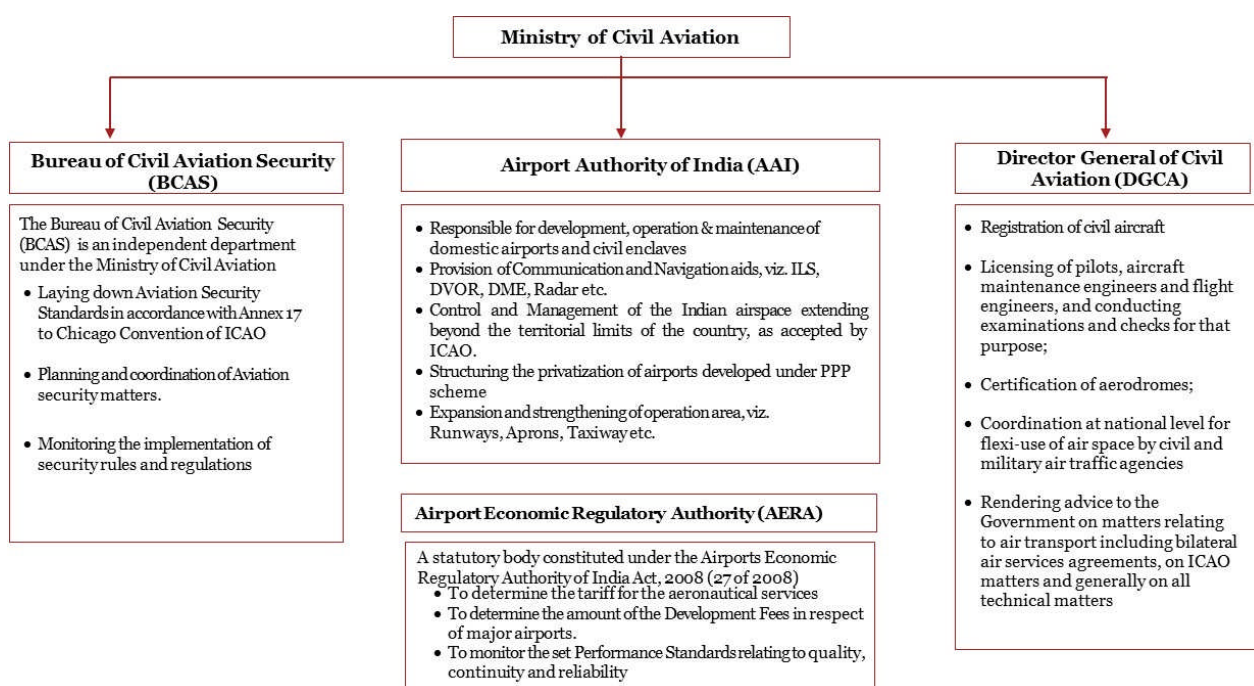 Ministry of Civil Aviation
Bureau of Civil Aviation Security
(BCAS)
The Bureau of Civil Aviation Security
(BCAS) is an independent department
under the Ministry of Civil Aviation
• Laying down Aviation Security
Standards in accordance with Annex 17
to Chicago Convention of ICAO
• Planning and coordination of Aviation
security matters.
• Monitoring the implementation of
security rules and regulations
Airport Authority of India (AAI)
• Responsible for development, operation & maintenance of
domestic airports and civil enclaves
• Provision of Communication and Navigation aids, viz. ILS,
DVOR, DME, Radar etc.
• Control and Management of the Indian airspace extending
beyond the territorial limits of the country, as accepted by
ICAO.
• Structuring the privatization of airports developed under PPP
scheme
• Expansion and strengthening of operation area, viz.
Runways, Aprons, Taxiway etc.
Airport Economic Regulatory Authority (AERA)
A statutory body constituted under the Airports Economic
Regulatory Authority of India Act, 2008 (27 of 2008)
• To determine the tariff for the aeronautical services
• To determine the amount of the Development Fees in respect
of major airports.
• To monitor the set Performance Standards relating to quality,
continuity and reliability
Director General of Civil
Aviation (DGCA)
• Registration of civil aircraft
• Licensing of pilots, aircraft
maintenance engineers and flight
engineers, and conducting
examinations and checks for that
purpose;
• Certification of aerodromes;
• Coordination at national level for
flexi-use of air space by civil and
military air traffic agencies
• Rendering advice to the
Government on matters relating
to air transport including bilateral
air services agreements, on ICAO
matters and generally on all
technical matters